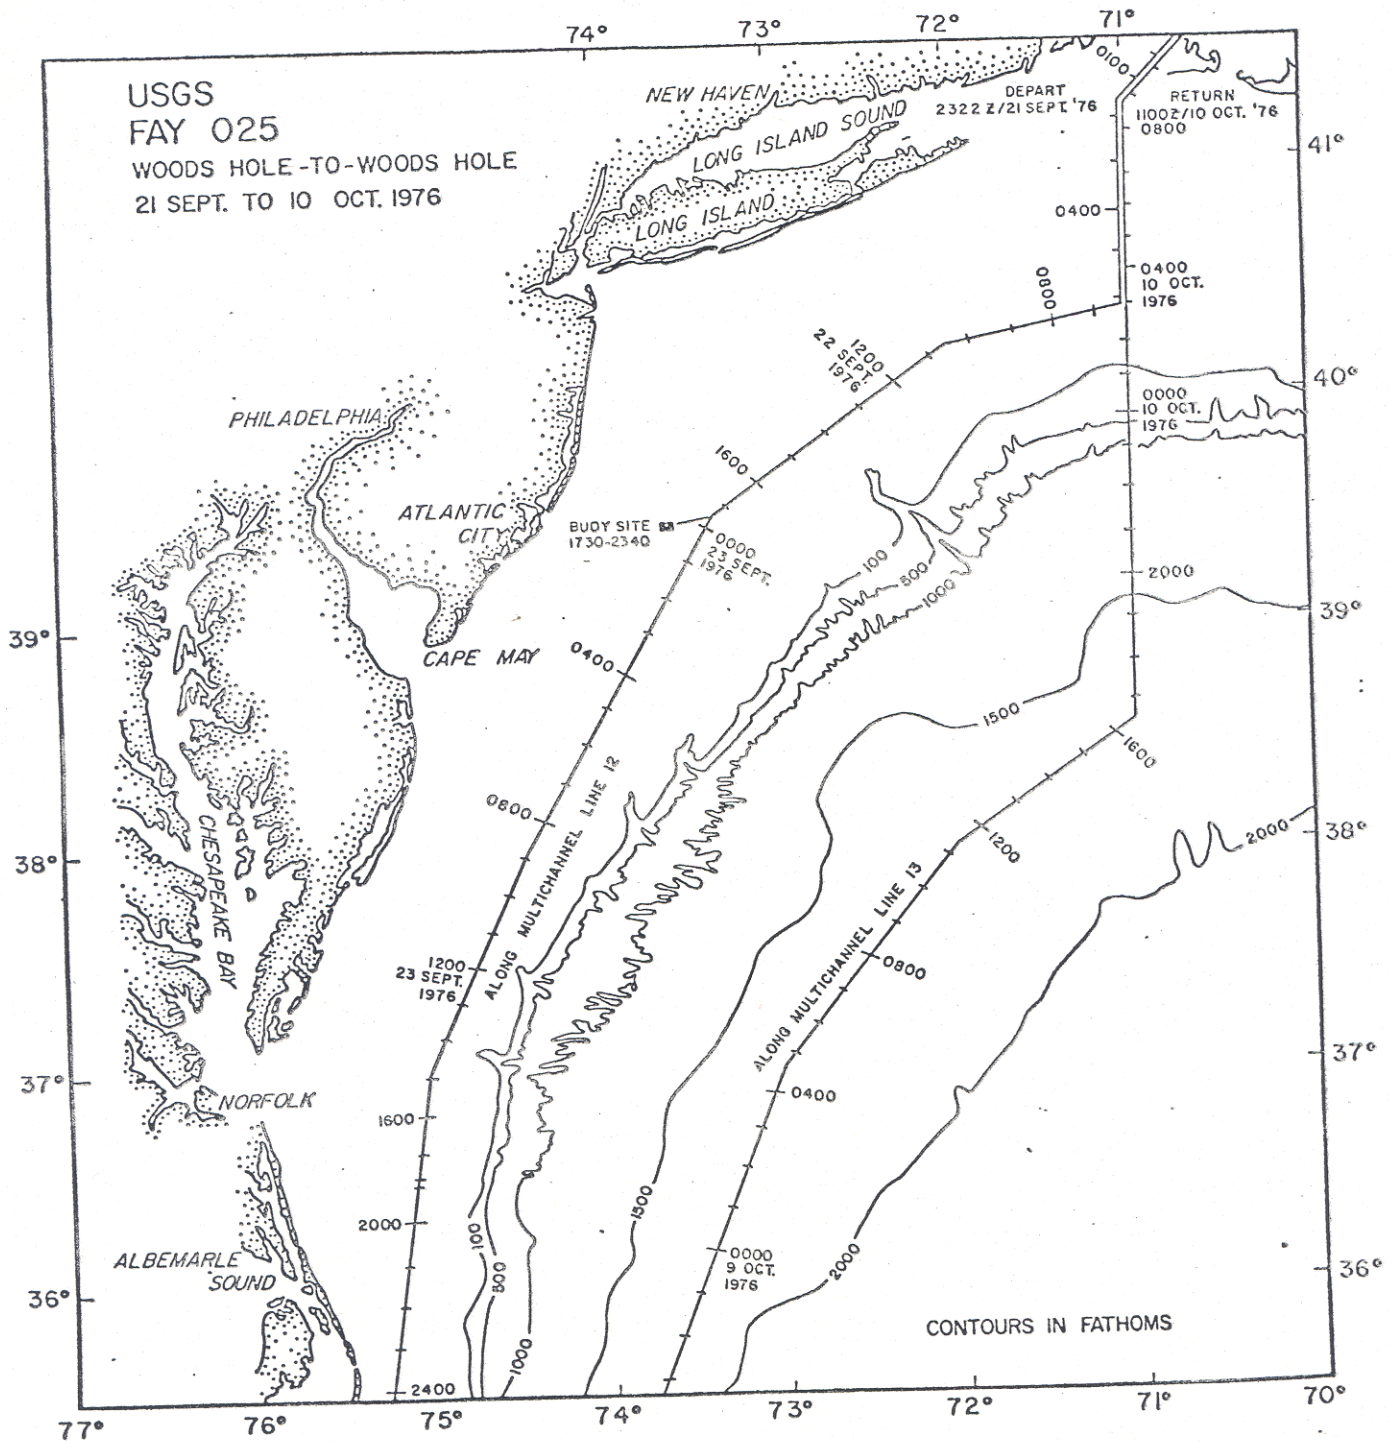 74°
73°
72°
71°
USGS
FAY 025
WOODS HOLE-TO-WOODS HOLE
21 SEPT. TO 10 OCT. 1976
NEW HAVEN
LONG ISLAND SOUND
LONG ISLAND
DEPART
2322 Z/21 SEPT. '76
0100
RETURN
1100Z/10 OCT. '76
0800
41°
0400
0400
10 OCT.
1976
0800
1200
22 SEPT.
1976
40°
0000
10 OCT.
1976
PHILADELPHIA
1600
ATLANTIC
CITY
BUOY SITE
1730-2340
0000
23 SEPT.
1976
100
500
1000
2000
39°
39°
CAPE MAY
0400
1500
1600
ALONG MULTICHANNEL LINE 12
0800
CHESAPEAKE BAY
38°
1200
2000
38°
ALONG MULTICHANNEL LINE 13
0800
1200
23 SEPT.
1976
37°
37°
0400
NORFOLK
1600
1500
2000
100
500
ALBEMARLE
SOUND
0000
9 OCT.
1976
2000
36°
36°
CONTOURS IN FATHOMS
1000
2400
77°
76°
75°
74°
73°
72°
71°
70°